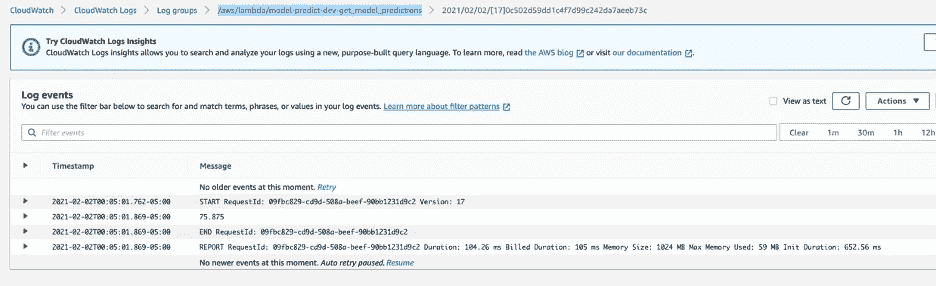 CloudWatch > CloudWatch Logs > Log groups > /aws/lambda/model-predict-dev-get_model_predictions > 2021/02/02/[17]0c502d59dd1c4f7d99c242da7aeeb73c
Try CloudWatch Logs Insights
CloudWatch Logs Insights allows you to search and analyze your logs using a new, purpose-built query language. To learn more, read the AWS blog or visit our documentation.
Log events
You can use the filter bar below to search for and match terms, phrases, or values in your log events. Learn more about filter patterns
View as text Actions
Filter events Clear 1m 30m 1h 12h
Timestamp Message
No older events at this moment. Retry
2021-02-02T00:05:01.762-05:00 START RequestId: 09fbc829-cd9d-508a-beef-90bb1231d9c2 Version: 17
2021-02-02T00:05:01.869-05:00 75.875
2021-02-02T00:05:01.869-05:00 END RequestId: 09fbc829-cd9d-508a-beef-90bb1231d9c2
2021-02-02T00:05:01.869-05:00 REPORT RequestId: 09fbc829-cd9d-508a-beef-90bb1231d9c2 Duration: 104.26 ms Billed Duration: 105 ms Memory Size: 1024 MB Max Memory Used: 59 MB Init Duration: 652.56 ms
No newer events at this moment. Auto retry paused. Resume